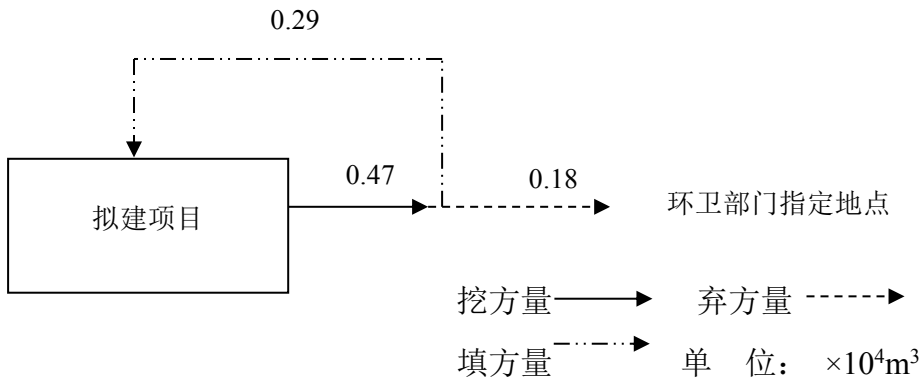 0.29
0.47
0.18
拟建项目
环卫部门指定地点
挖方量 弃方量
填方量 单 位： ×10⁴m³